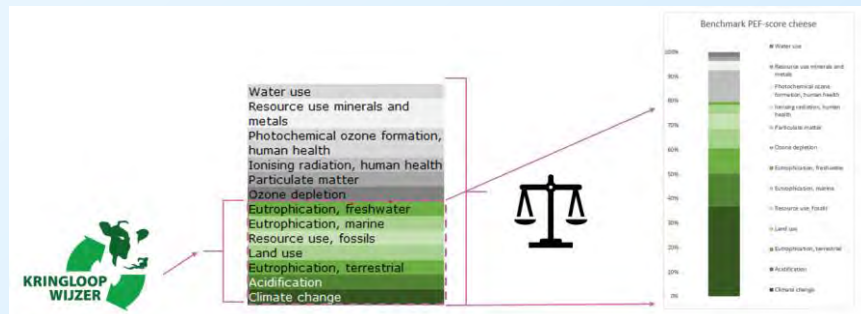 Benchmark PEF-score cheese
Water use
Resource use minerals and
metals
Photochemical ozone formation,
human health
Ionising radiation, human health
Particulate matter
Ozone depletion
Eutrophication, freshwater
Eutrophication, marine
Resource use, fossils
Land use
Eutrophication, terrestrial
Acidification
Climate change
KRINGLOOP
WIJZER
100%
90%
80%
70%
60%
50%
40%
30%
20%
10%
0%
Water use
Resource use minerals and
metals
Photochemical ozone formation,
human health
Ionising radiation, human
health
Particulate matter
Ozone depletion
Eutrophication, freshwater
Eutrophication, marine
Resource use, fossils
Land use
Eutrophication, terrestrial
Acidification
Climate change